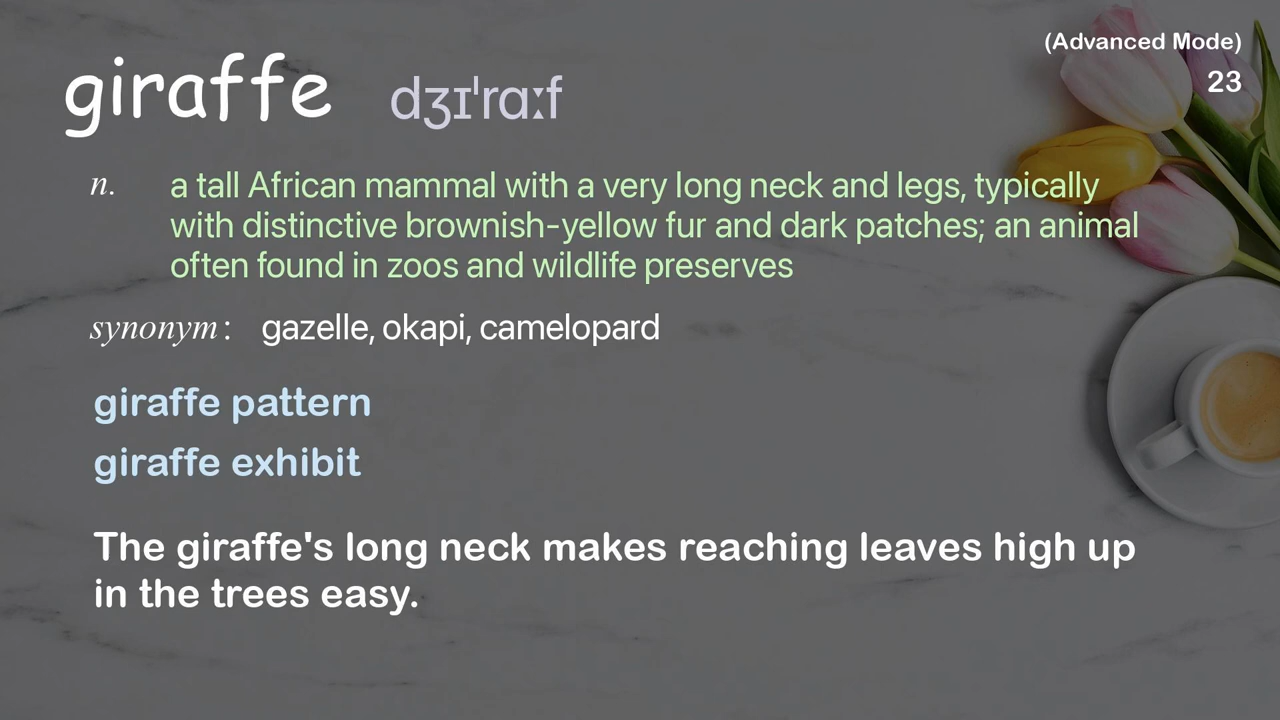 (Advanced Mode)
23
giraffe dʒɪˈrɑːf
n. a tall African mammal with a very long neck and legs, typically
with distinctive brownish-yellow fur and dark patches; an animal
often found in zoos and wildlife preserves
synonym: gazelle, okapi, camelopard
giraffe pattern
giraffe exhibit
The giraffe's long neck makes reaching leaves high up
in the trees easy.